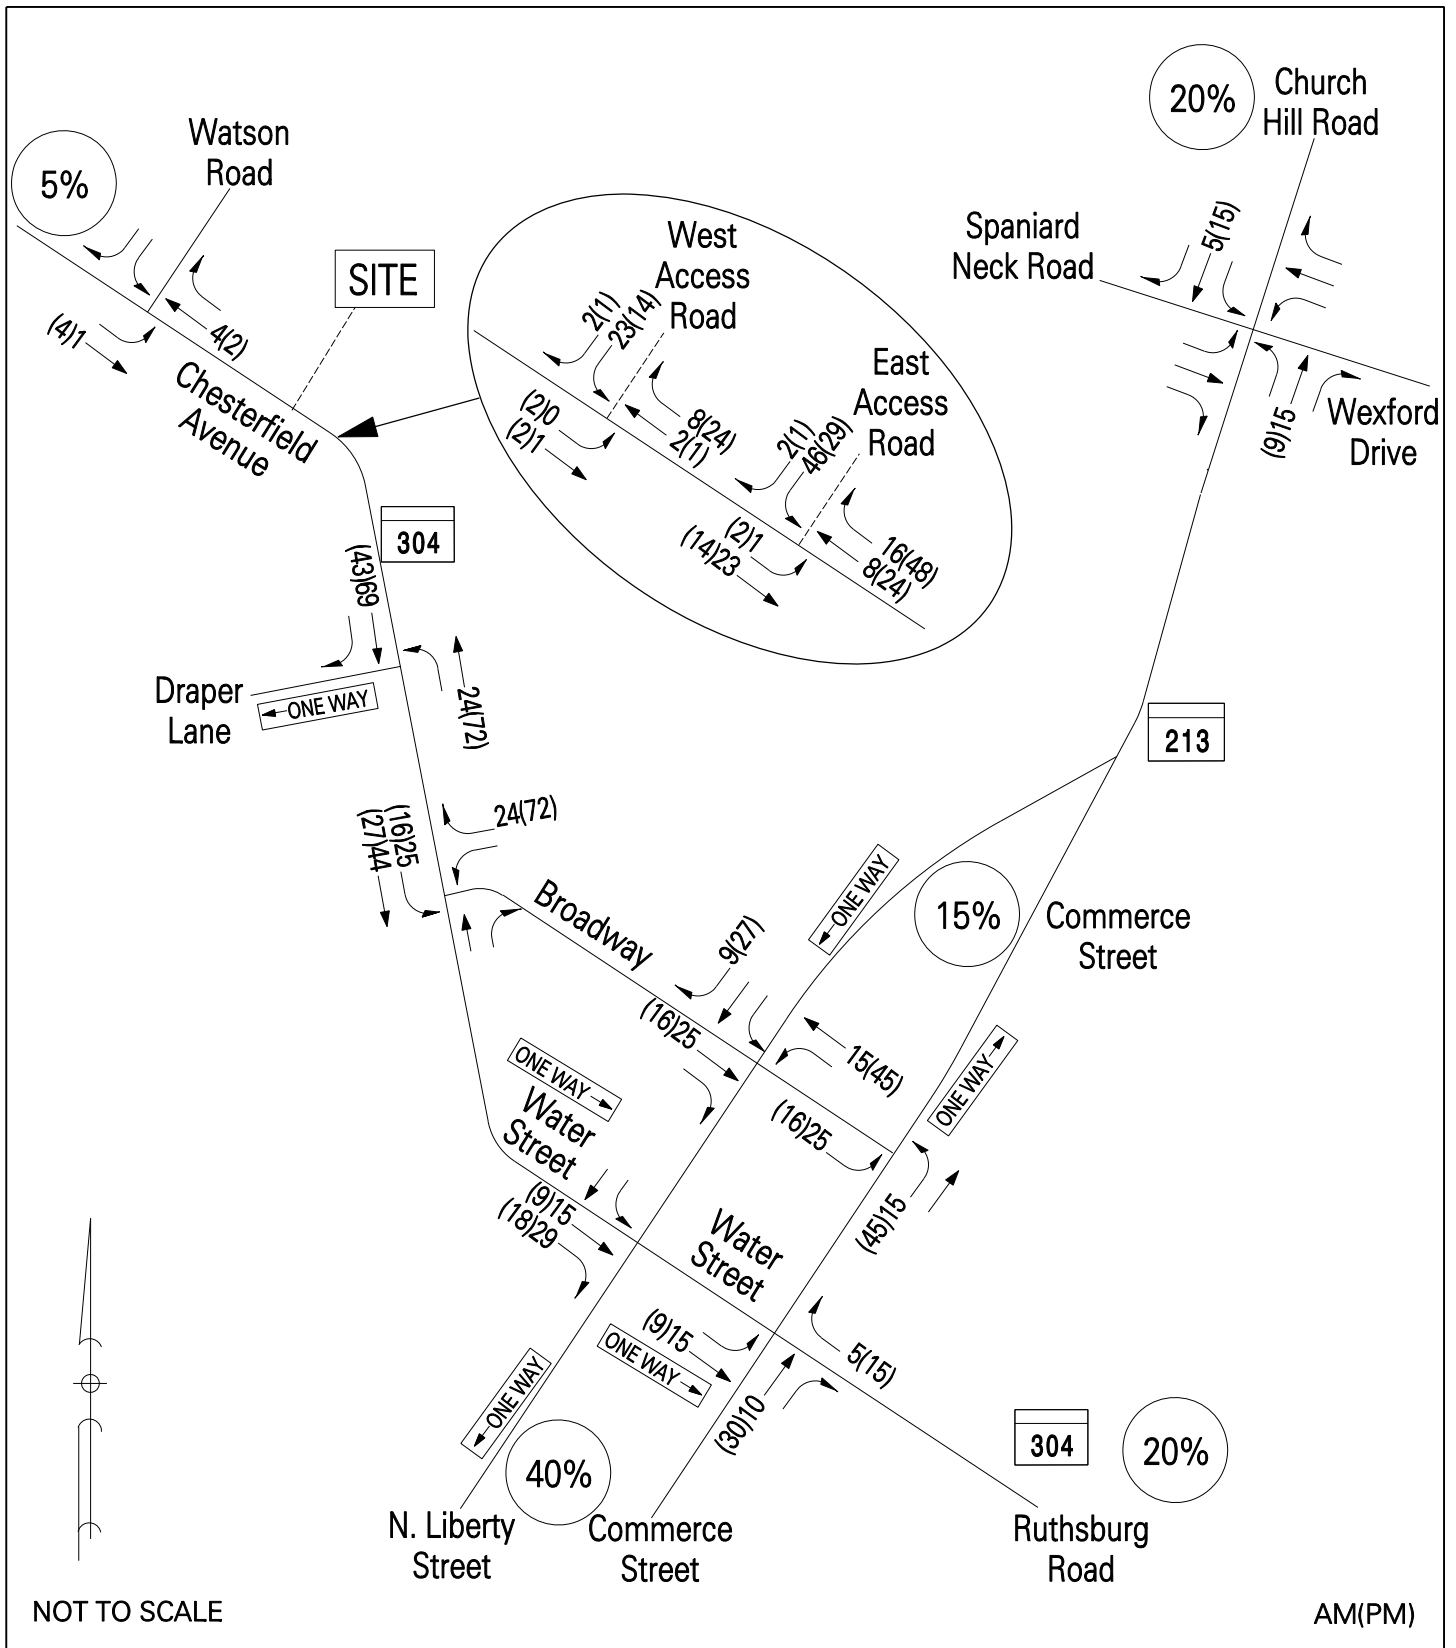 20%
Church
Hill Road
Watson
Road
5%
5(15)
Spaniard
Neck Road
West
Access
Road
SITE
2(1)
23(14)
(4)1
4(2)
East
Access
Road
Chesterfield
Avenue
(2)0
(2)1
8(24)
2(1)
2(1)
46(29)
(9)15
Wexford
Drive
304
(43)69
(2)1
(14)23
16(48)
8(24)
Draper
Lane
ONE WAY
24(72)
213
(16)25
(27)44
24(72)
Broadway
ONE WAY
15%
Commerce
Street
9(27)
(16)25
15(45)
ONE WAY
Water
Street
(16)25
ONE WAY
(9)15
(18)29
Water
Street
(45)15
(9)15
ONE WAY
5(15)
ONE WAY
(30)10
40%
304
20%
N. Liberty
Street
Commerce
Street
Ruthsburg
Road
NOT TO SCALE
AM(PM)